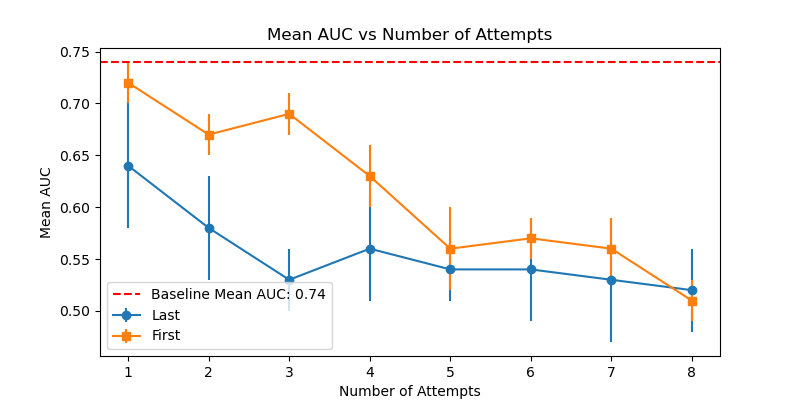 Mean AUC vs Number of Attempts
0.75
0.70
0.65
0.60
0.55
0.50
Mean AUC
Baseline Mean AUC: 0.74
Last
First
1 2 3 4 5 6 7 8
Number of Attempts